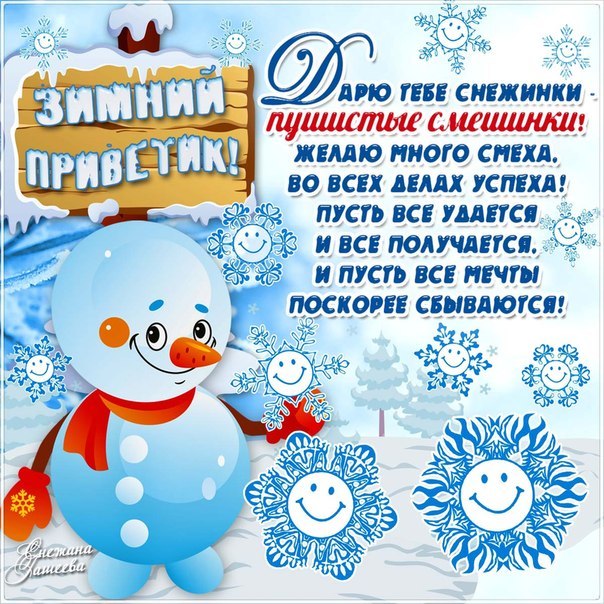 ЗИМНИЙ
ПРИВЕТИК!
ДАРЮ ТЕБЕ СНЕЖИНКИ -
ПУШИСТЫЕ СМЕШИНКИ!
ЖЕЛАЮ МНОГО СМЕХА,
ВО ВСЕХ ДЕЛАХ УСПЕХА!
ПУСТЬ ВСЕ УДАЕТСЯ
И ВСЕ ПОЛУЧАЕТСЯ,
И ПУСТЬ ВСЕ МЕЧТЫ
ПОСКОРЕЕ СБЫВАЮТСЯ!
Снежана